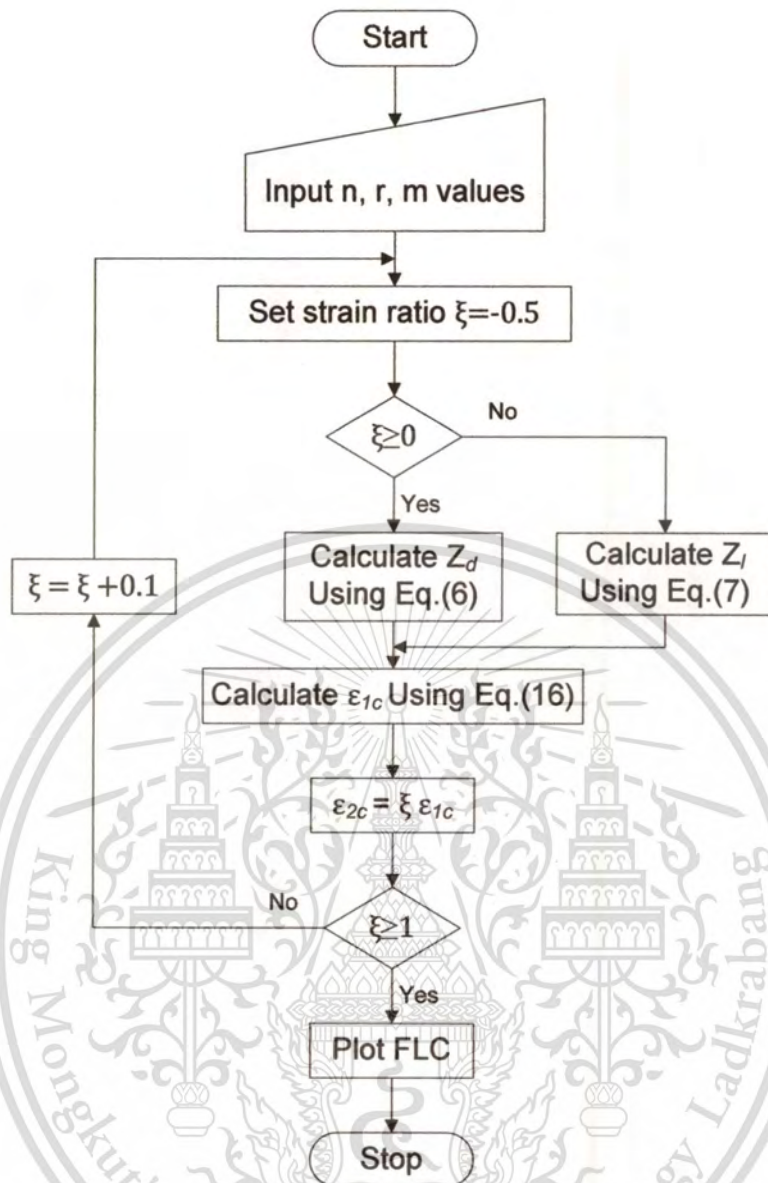 Start
Input n, r, m values
Set strain ratio ξ=-0.5
ξ≥0
No
Yes
Calculate Z_d
Using Eq.(6)
Calculate Z_l
Using Eq.(7)
ξ = ξ +0.1
Calculate ε_1c Using Eq.(16)
ε_2c = ξ ε_1c
ξ≥1
No
Yes
Plot FLC
Stop
King Mongkut's
gy Ladkrabang